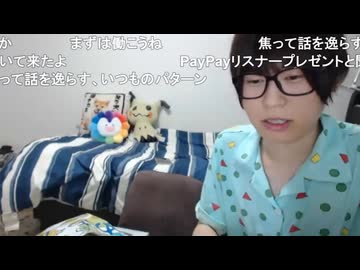 か　まずは働こうね　焦って話を逸らす
いて来たよ　PayPayリスナープレゼントと
って話を逸らす、いつものパターン